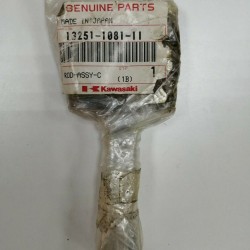 GENUINE PARTS
MADE IN JAPAN
13251-1081-11
ROD-ASSY-C
(1B)
1
Kawasaki